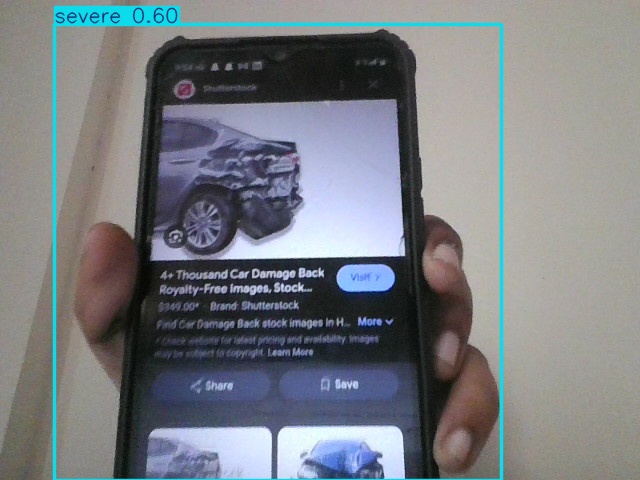 severe 0.60
Shutterstock
4+ Thousand Car Damage Back
Royalty-Free Images, Stock...
Visit >
$349.00* · Brand: Shutterstock
Find Car Damage Back stock images in H... More
* Check website for latest pricing and availability. Images
may be subject to copyright. Learn More
Share
Save